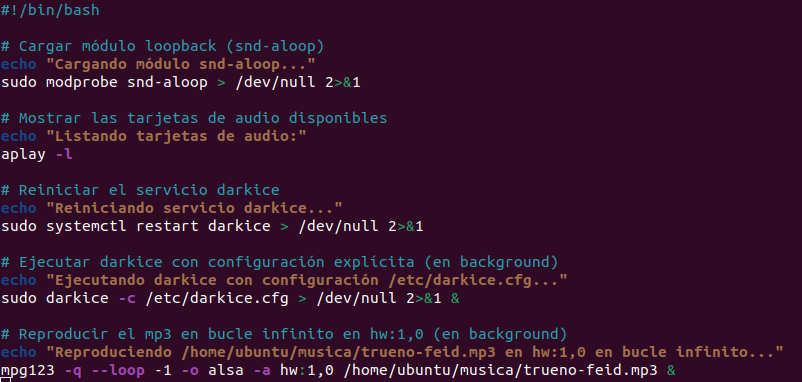 #!/bin/bash
# Cargar módulo loopback (snd-aloop)
echo "Cargando módulo snd-aloop..."
sudo modprobe snd-aloop > /dev/null 2>&1
# Mostrar las tarjetas de audio disponibles
echo "Listando tarjetas de audio:"
aplay -l
# Reiniciar el servicio darkice
echo "Reiniciando servicio darkice..."
sudo systemctl restart darkice > /dev/null 2>&1
# Ejecutar darkice con configuración explícita (en background)
echo "Ejecutando darkice con configuración /etc/darkice.cfg..."
sudo darkice -c /etc/darkice.cfg > /dev/null 2>&1 &
# Reproducir el mp3 en bucle infinito en hw:1,0 (en background)
echo "Reproduciendo /home/ubuntu/musica/trueno-feid.mp3 en hw:1,0 en bucle infinito..."
mpg123 -q --loop -1 -o alsa -a hw:1,0 /home/ubuntu/musica/trueno-feid.mp3 &